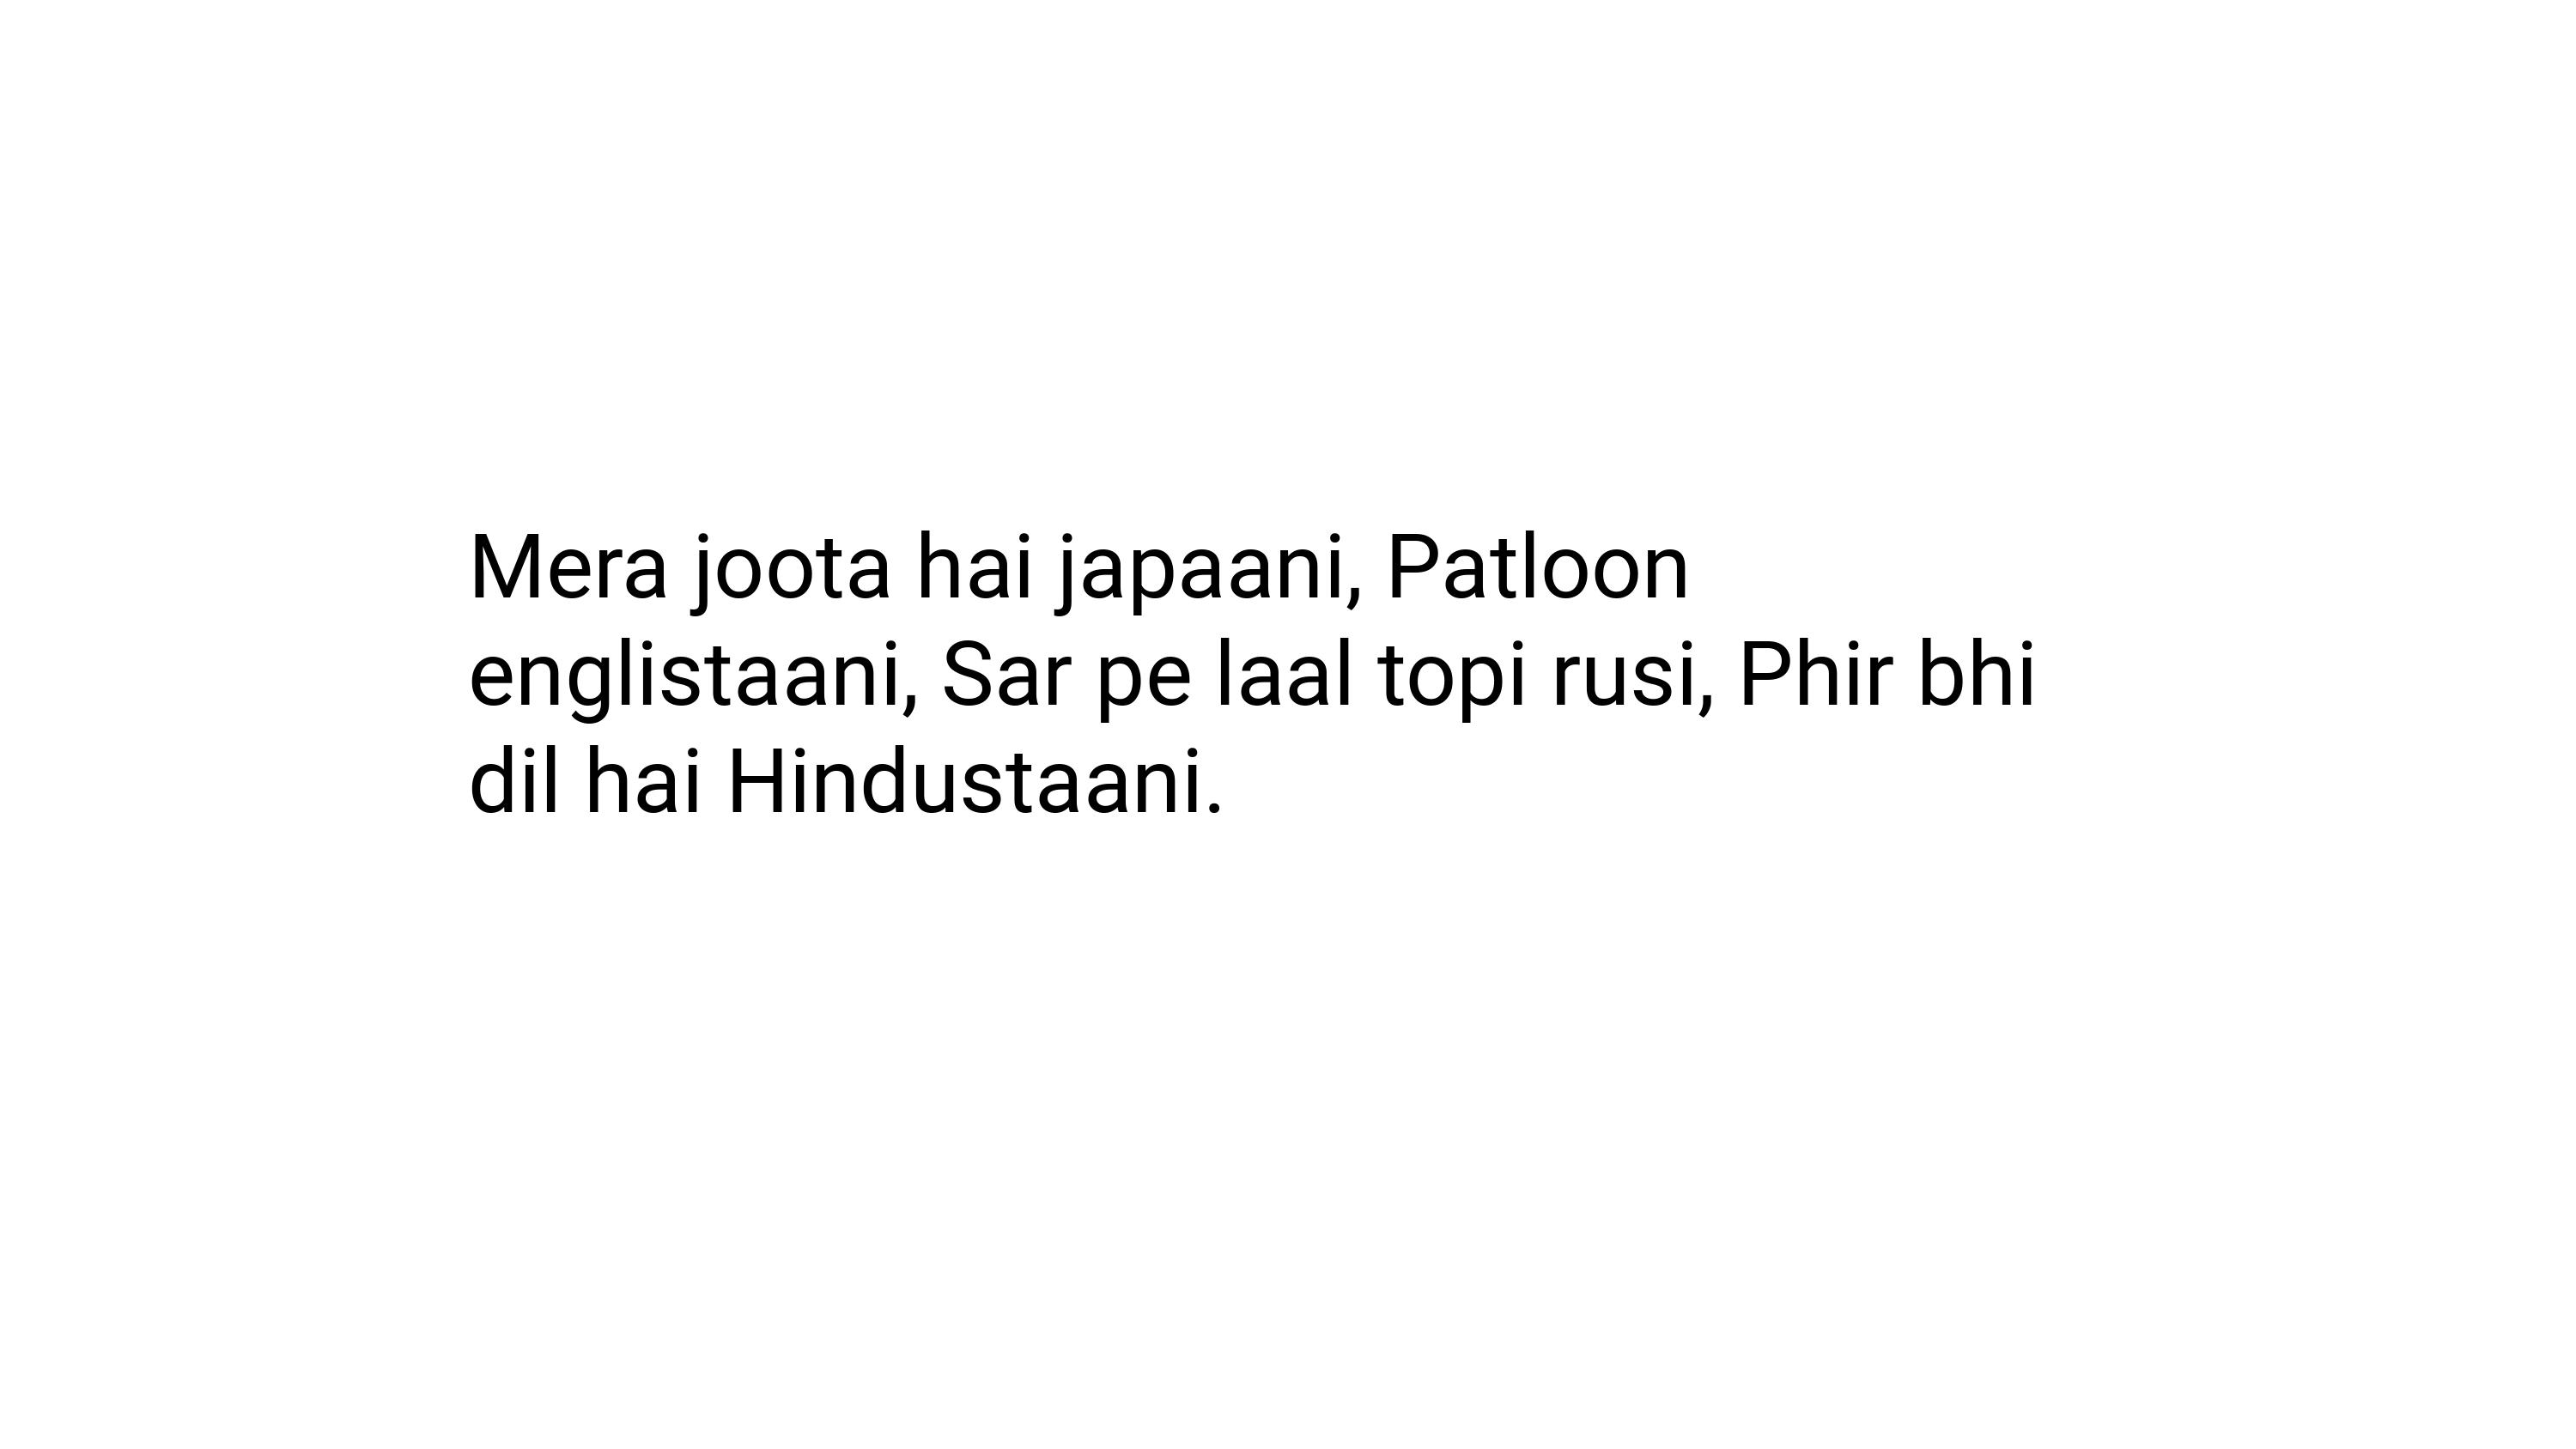 Mera joota hai japaani, Patloon
englistaani, Sar pe laal topi rusi, Phir bhi
dil hai Hindustaani.